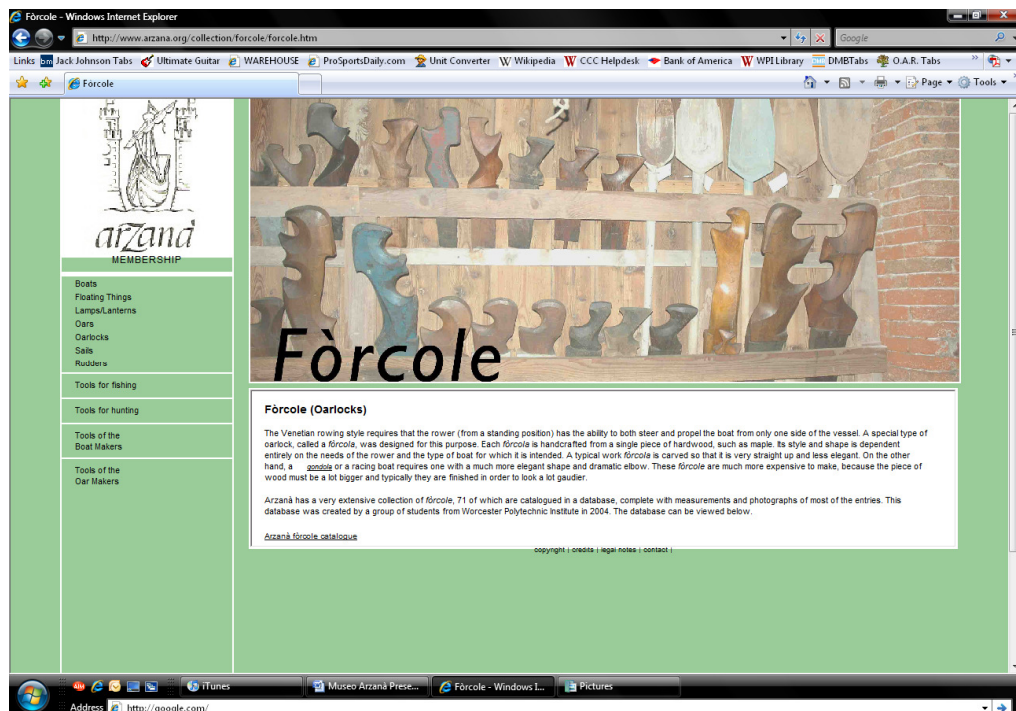 Fòrcole - Windows Internet Explorer
http://www.arzana.org/collection/forcole/forcole.htm
Google
Links Jack Johnson Tabs Ultimate Guitar WAREHOUSE ProSportsDaily.com Unit Converter Wikipedia CCC Helpdesk Bank of America WPI Library DMBTabs O.A.R. Tabs
Fòrcole
Page Tools
arzanà
MEMBERSHIP
Boats
Floating Things
Lamps/Lanterns
Oars
Oarlocks
Sails
Rudders
Tools for fishing
Tools for hunting
Tools of the
Boat Makers
Tools of the
Oar Makers
Fòrcole
Fòrcole (Oarlocks)
The Venetian rowing style requires that the rower (from a standing position) has the ability to both steer and propel the boat from only one side of the vessel. A special type of
oarlock, called a fòrcola, was designed for this purpose. Each fòrcola is handcrafted from a single piece of hardwood, such as maple. Its style and shape is dependent
entirely on the needs of the rower and the type of boat for which it is intended. A typical work fòrcola is carved so that it is very straight up and less elegant. On the other
hand, a gondola or a racing boat requires one with a much more elegant shape and dramatic elbow. These fòrcole are much more expensive to make, because the piece of
wood must be a lot bigger and typically they are finished in order to look a lot gaudier.
Arzanà has a very extensive collection of fòrcole, 71 of which are catalogued in a database, complete with measurements and photographs of most of the entries. This
database was created by a group of students from Worcester Polytechnic Institute in 2004. The database can be viewed below.
Arzanà fòrcole catalogue
copyright | credits | legal notes | contact |
iTunes
Museo Arzanà Prese...
Fòrcole - Windows I...
Pictures
Address http://google.com/